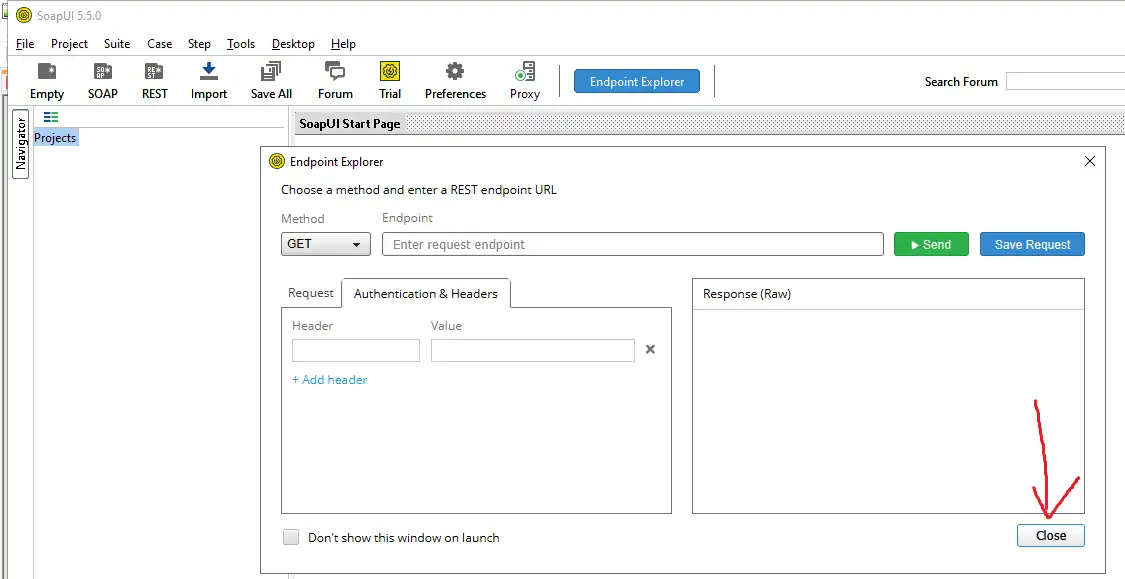 SoapUI 5.5.0
File Project Suite Case Step Tools Desktop Help
Empty SOAP REST Import Save All Forum Trial Preferences Proxy Endpoint Explorer Search Forum
Navigator
Projects
SoapUI Start Page
Endpoint Explorer
Choose a method and enter a REST endpoint URL
Method Endpoint
GET Enter request endpoint Send Save Request
Request Authentication & Headers Response (Raw)
Header Value
+ Add header
Don't show this window on launch Close